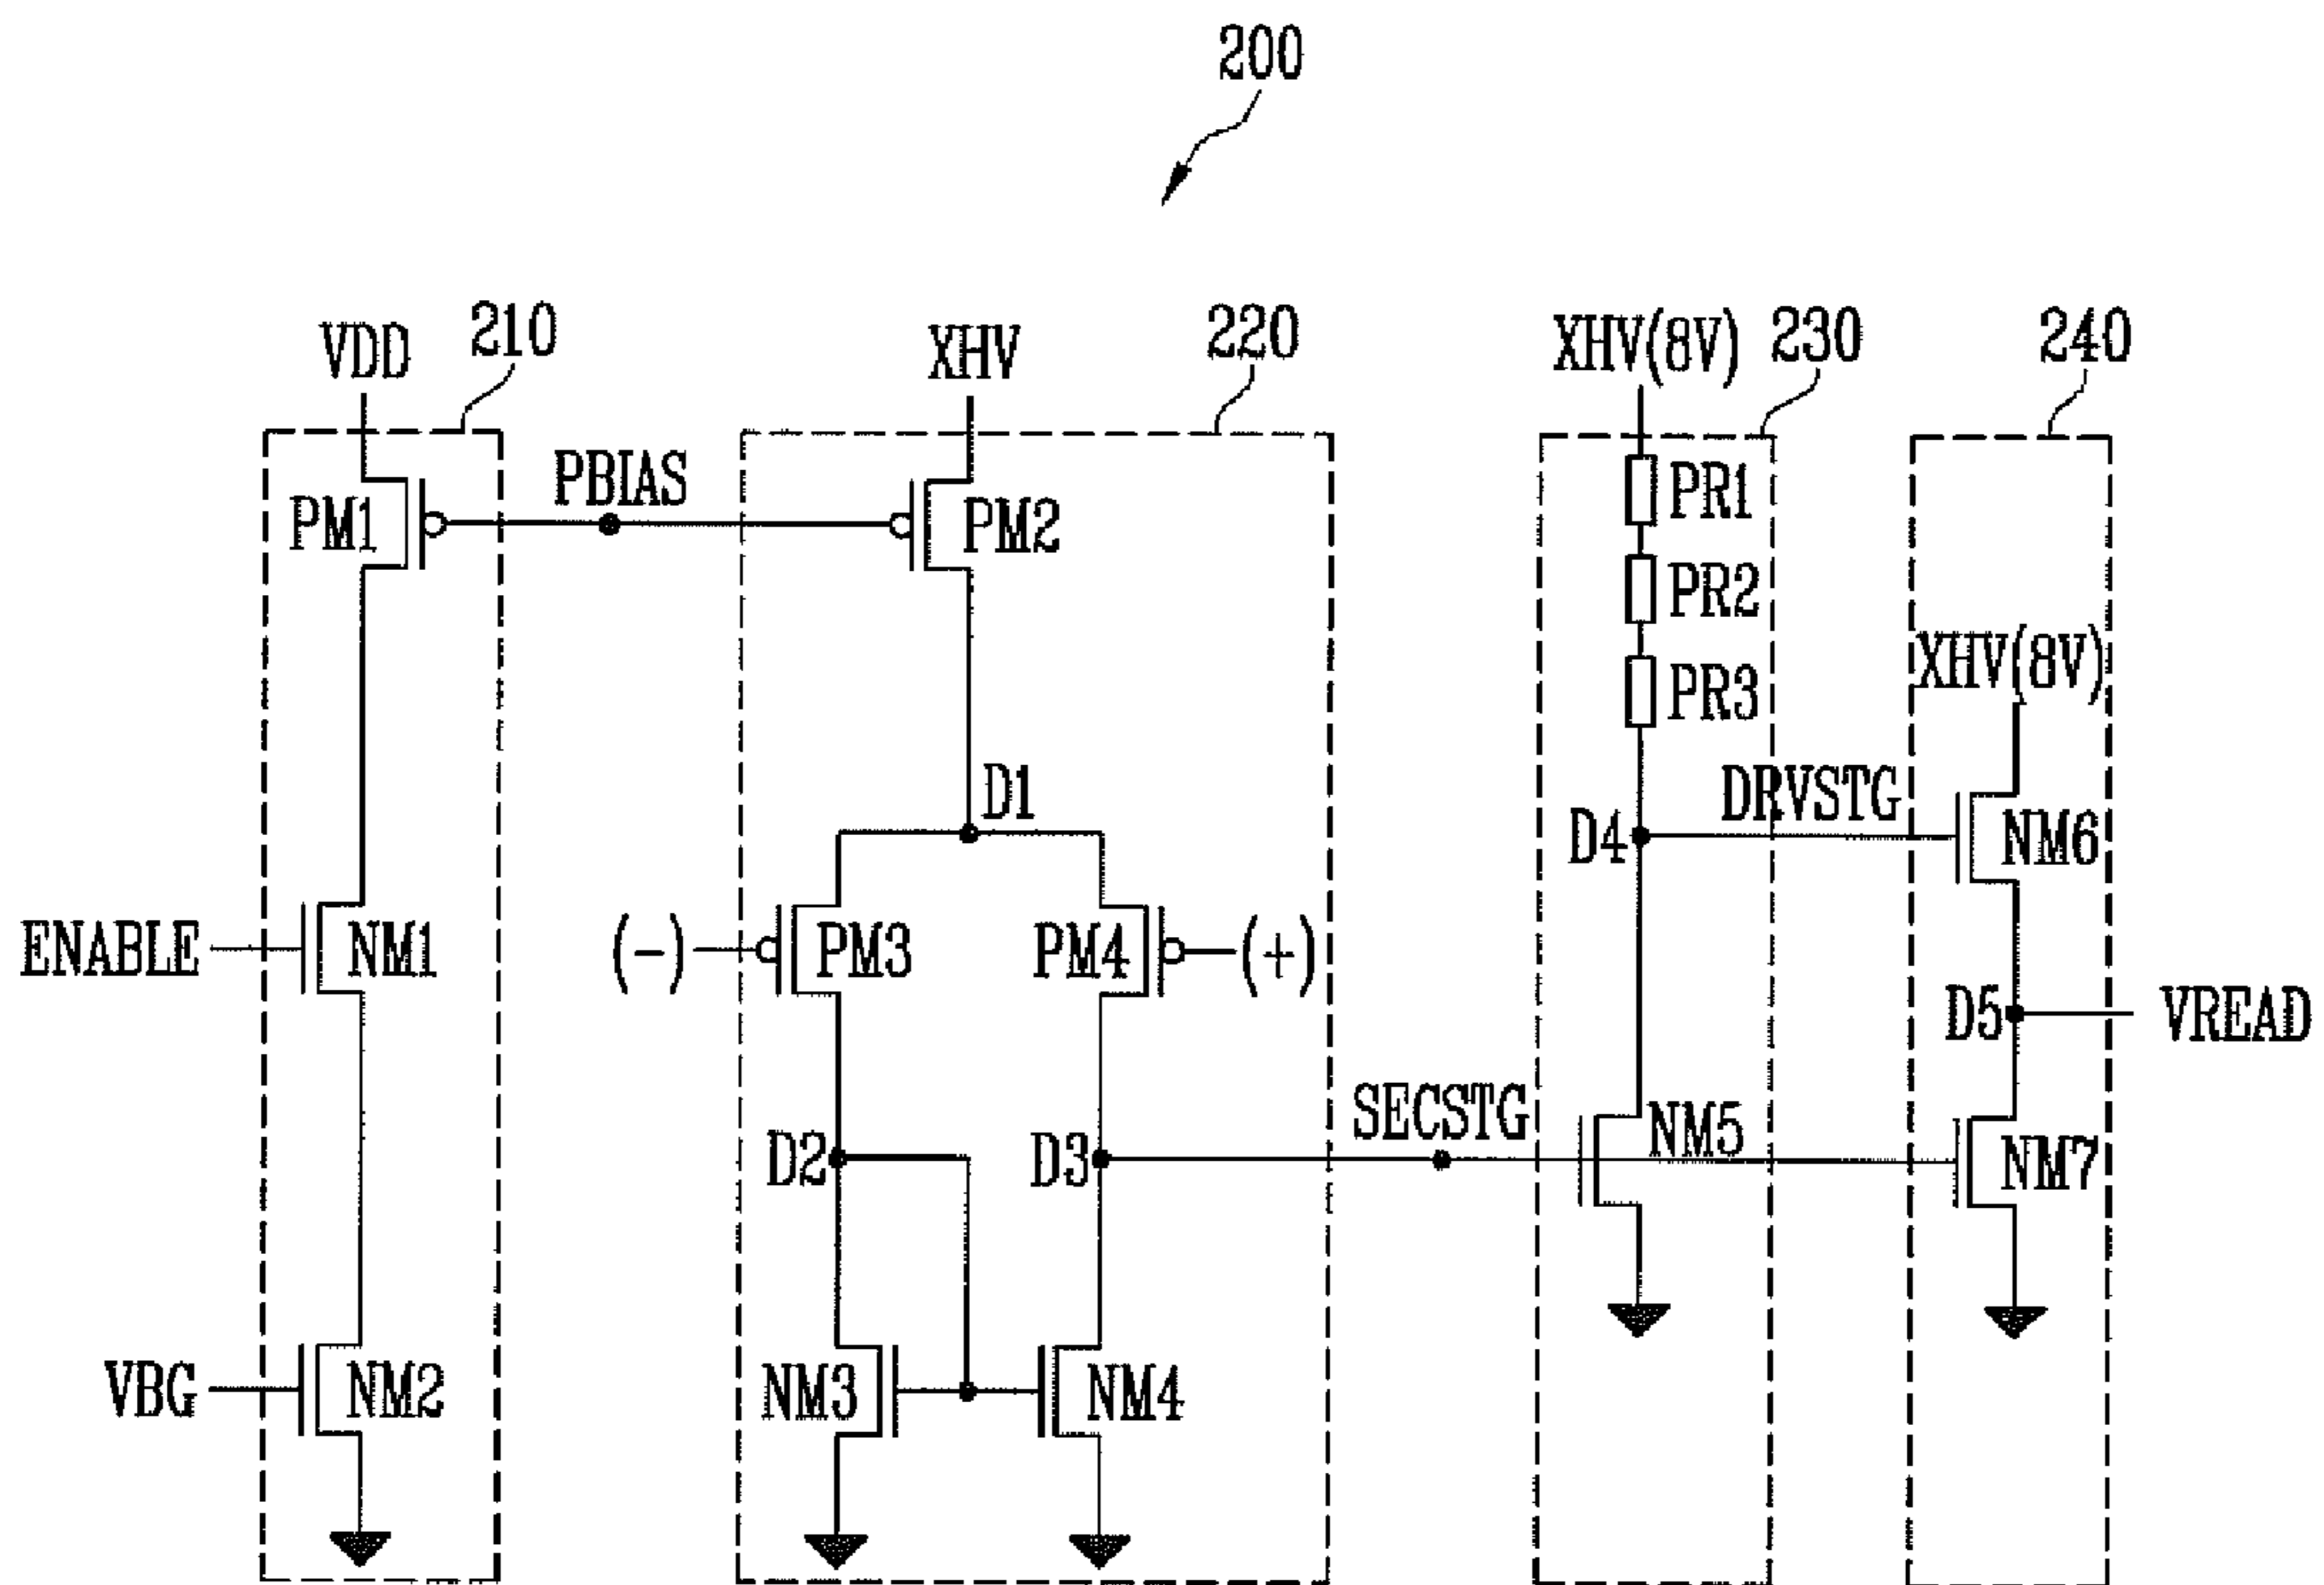 200
VDD
210
XHV
220
XHV(8V)
230
240
PM1
PBIAS
PM2
PR1
PR2
PR3
XHV(8V)
D1
D4
DRVSTG
NM6
ENABLE
NM1
(-)
PM3
PM4
(+)
D5
VREAD
D2
D3
SECSTG
NM5
NM7
VBG
NM2
NM3
NM4